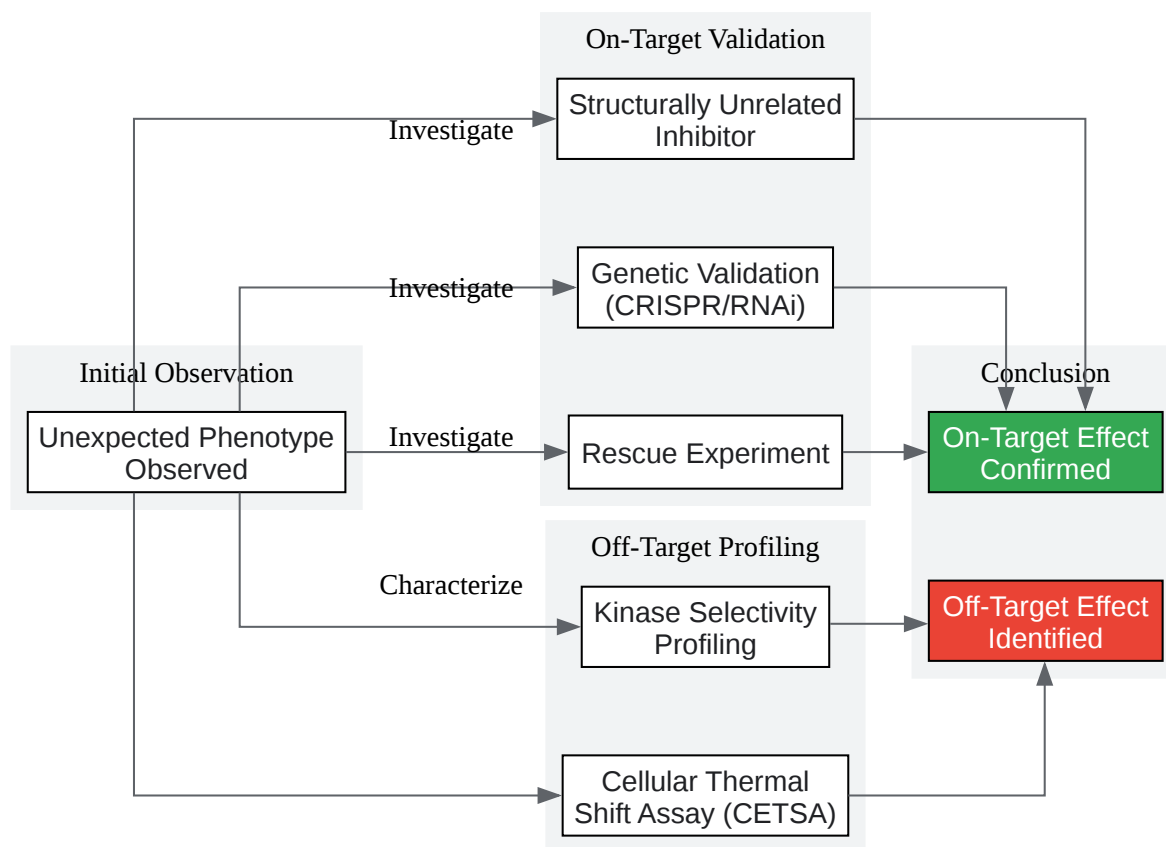 On-Target Validation
Structurally Unrelated
Inhibitor
Investigate
Genetic Validation
(CRISPR/RNAi)
Investigate
Initial Observation
Conclusion
Unexpected Phenotype
Observed
Investigate
Rescue Experiment
On-Target Effect
Confirmed
Off-Target Profiling
Characterize
Kinase Selectivity
Profiling
Off-Target Effect
Identified
Cellular Thermal
Shift Assay (CETSA)